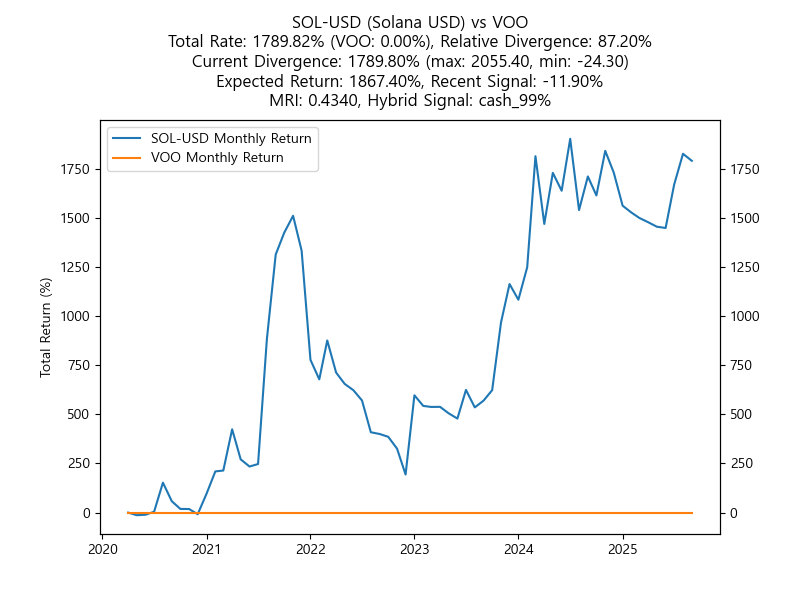 SOL-USD (Solana USD) vs VOO
Total Rate: 1789.82% (VOO: 0.00%), Relative Divergence: 87.20%
Current Divergence: 1789.80% (max: 2055.40, min: -24.30)
Expected Return: 1867.40%, Recent Signal: -11.90%
MRI: 0.4340, Hybrid Signal: cash_99%
SOL-USD Monthly Return
VOO Monthly Return
Total Return (%)
1750
1500
1250
1000
750
500
250
0
1750
1500
1250
1000
750
500
250
0
2020 2021 2022 2023 2024 2025